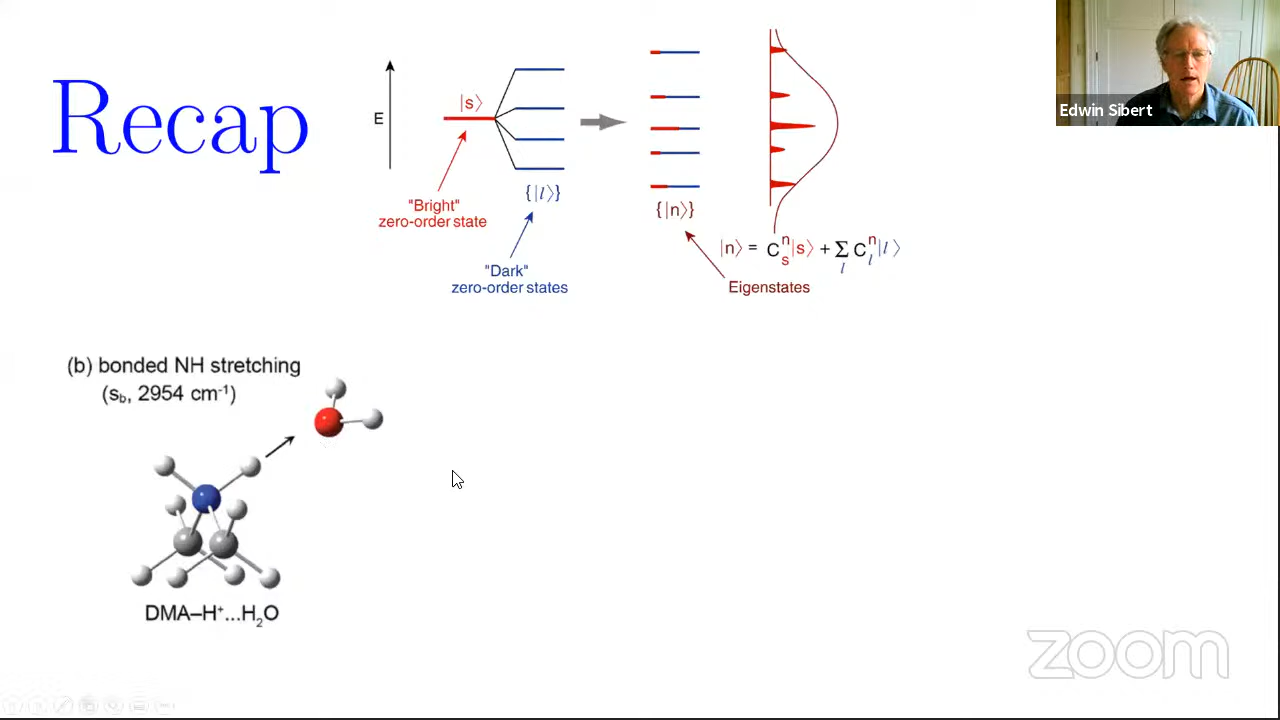 Recap
E
|s⟩
"Bright"
zero-order state
{|l⟩}
"Dark"
zero-order states
{|n⟩}
Eigenstates
|n⟩ = C^n_s|s⟩ + Σ_l C^n_l|l⟩
Edwin Sibert
(b) bonded NH stretching
(s_b, 2954 cm⁻¹)
DMA–H⁺...H₂O
zoom